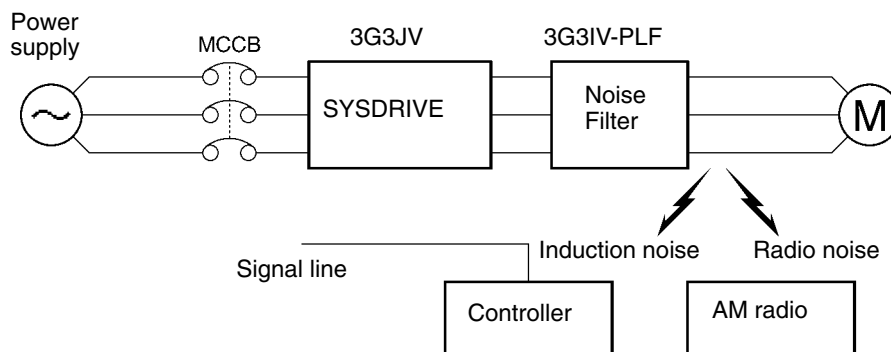 Power
supply
MCCB
3G3JV
3G3IV-PLF
SYSDRIVE
Noise
Filter
M
Induction noise
Radio noise
Signal line
Controller
AM radio